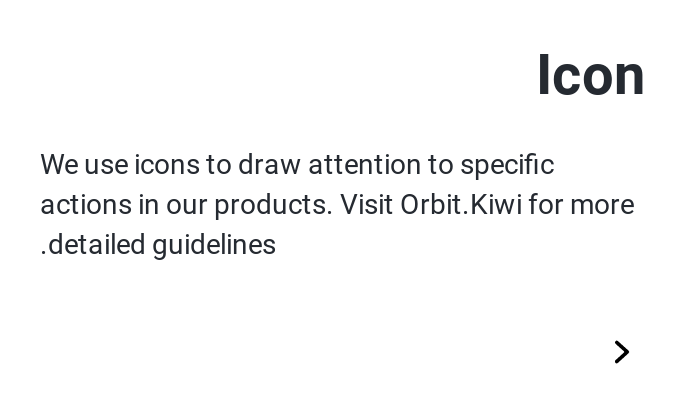 Icon
We use icons to draw attention to specific
actions in our products. Visit Orbit.Kiwi for more
.detailed guidelines